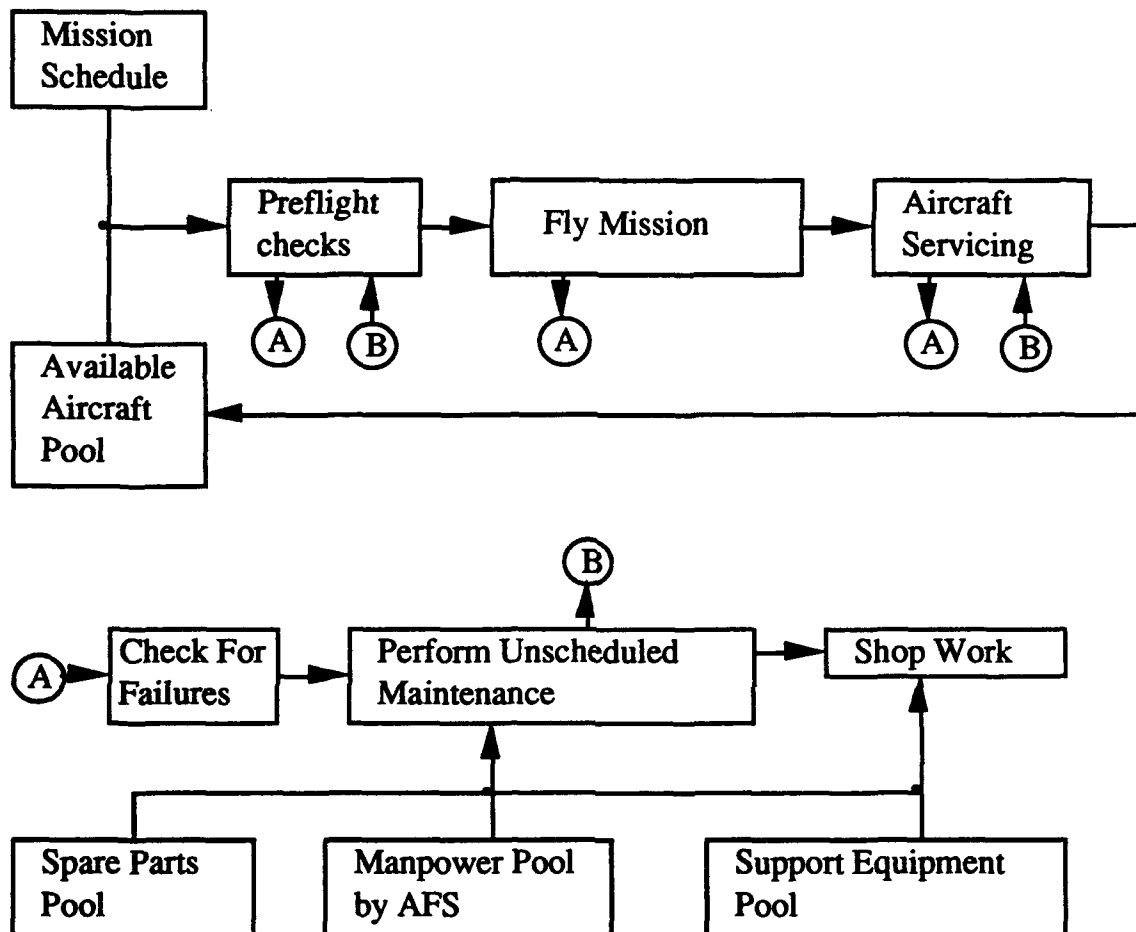 Mission
Schedule
Preflight
checks
Fly Mission
Aircraft
Servicing
A
B
A
A
B
Available
Aircraft
Pool
B
A
Check For
Failures
Perform Unscheduled
Maintenance
Shop Work
Spare Parts
Pool
Manpower Pool
by AFS
Support Equipment
Pool